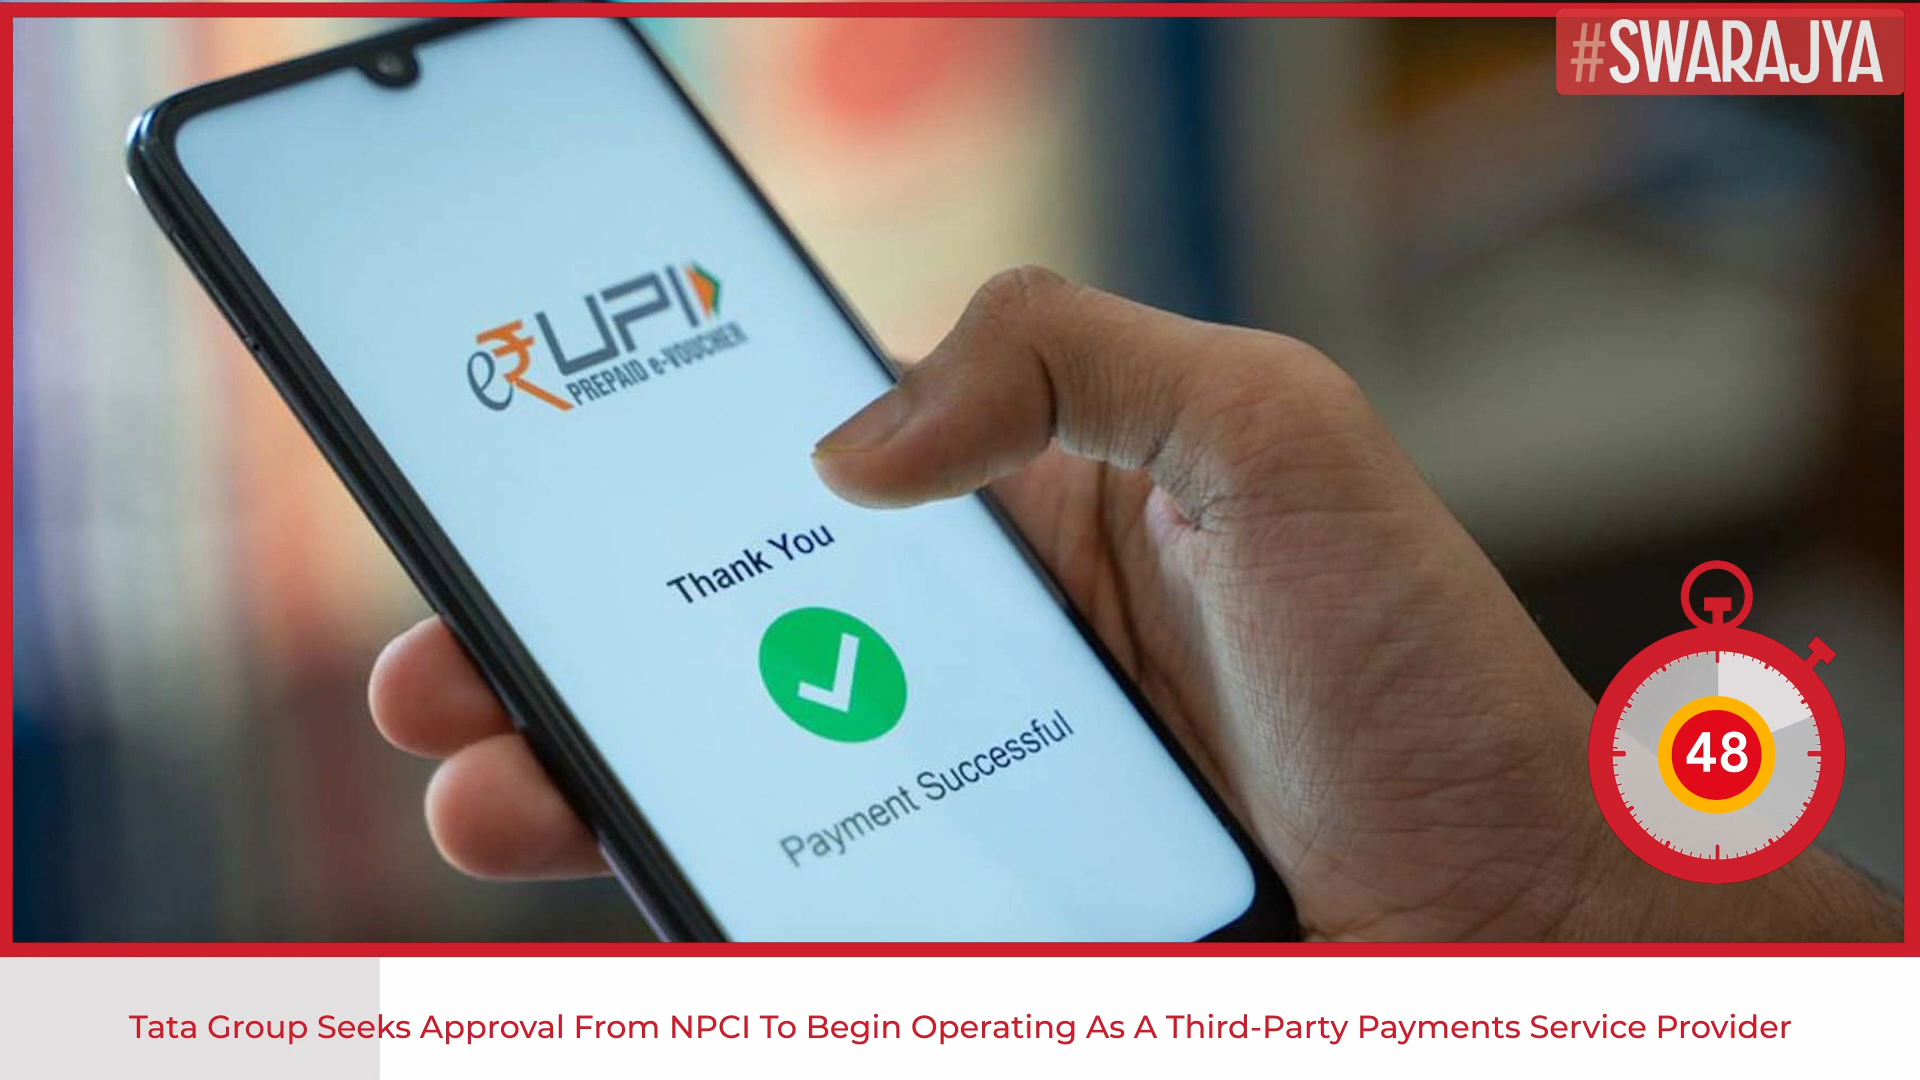 #SWARAJYA
e₹UPI
PREPAID e-VOUCHER
Thank You
Payment Successful
48
Tata Group Seeks Approval From NPCI To Begin Operating As A Third-Party Payments Service Provider